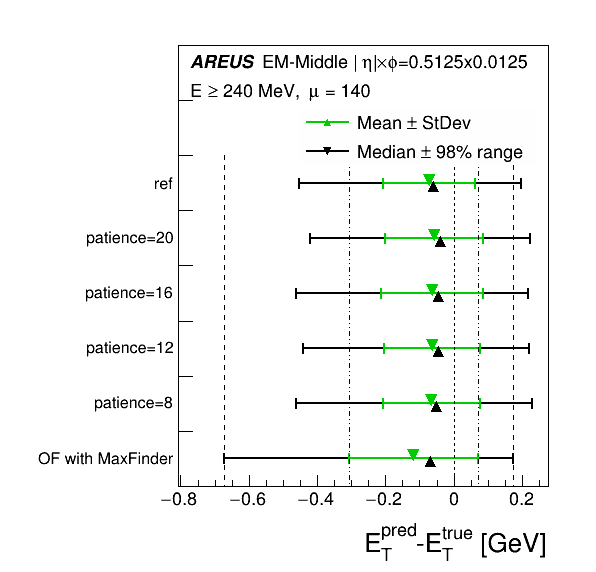 AREUS EM-Middle | η|×ϕ=0.5125x0.0125
E ≥ 240 MeV, μ = 140
Mean ± StDev
Median ± 98% range
ref
patience=20
patience=16
patience=12
patience=8
OF with MaxFinder
−0.8 −0.6 −0.4 −0.2 0 0.2
E_T^pred-E_T^true [GeV]